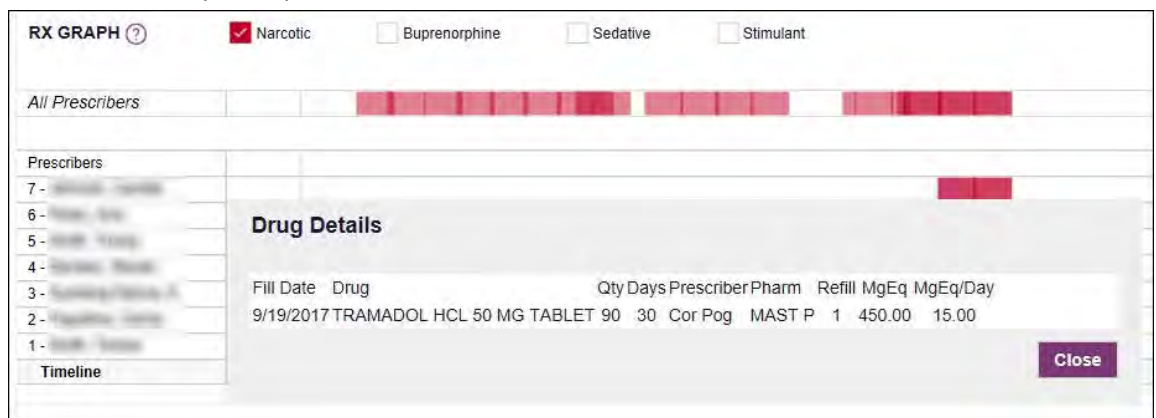 RX GRAPH ? Narcotic Buprenorphine Sedative Stimulant
All Prescribers
Prescribers
7 -
6 -
5 -
4 -
3 -
2 -
1 -
Timeline
Drug Details
Fill Date Drug Qty Days Prescriber Pharm Refill MgEq MgEq/Day
9/19/2017 TRAMADOL HCL 50 MG TABLET 90 30 Cor Pog MAST P 1 450.00 15.00
Close